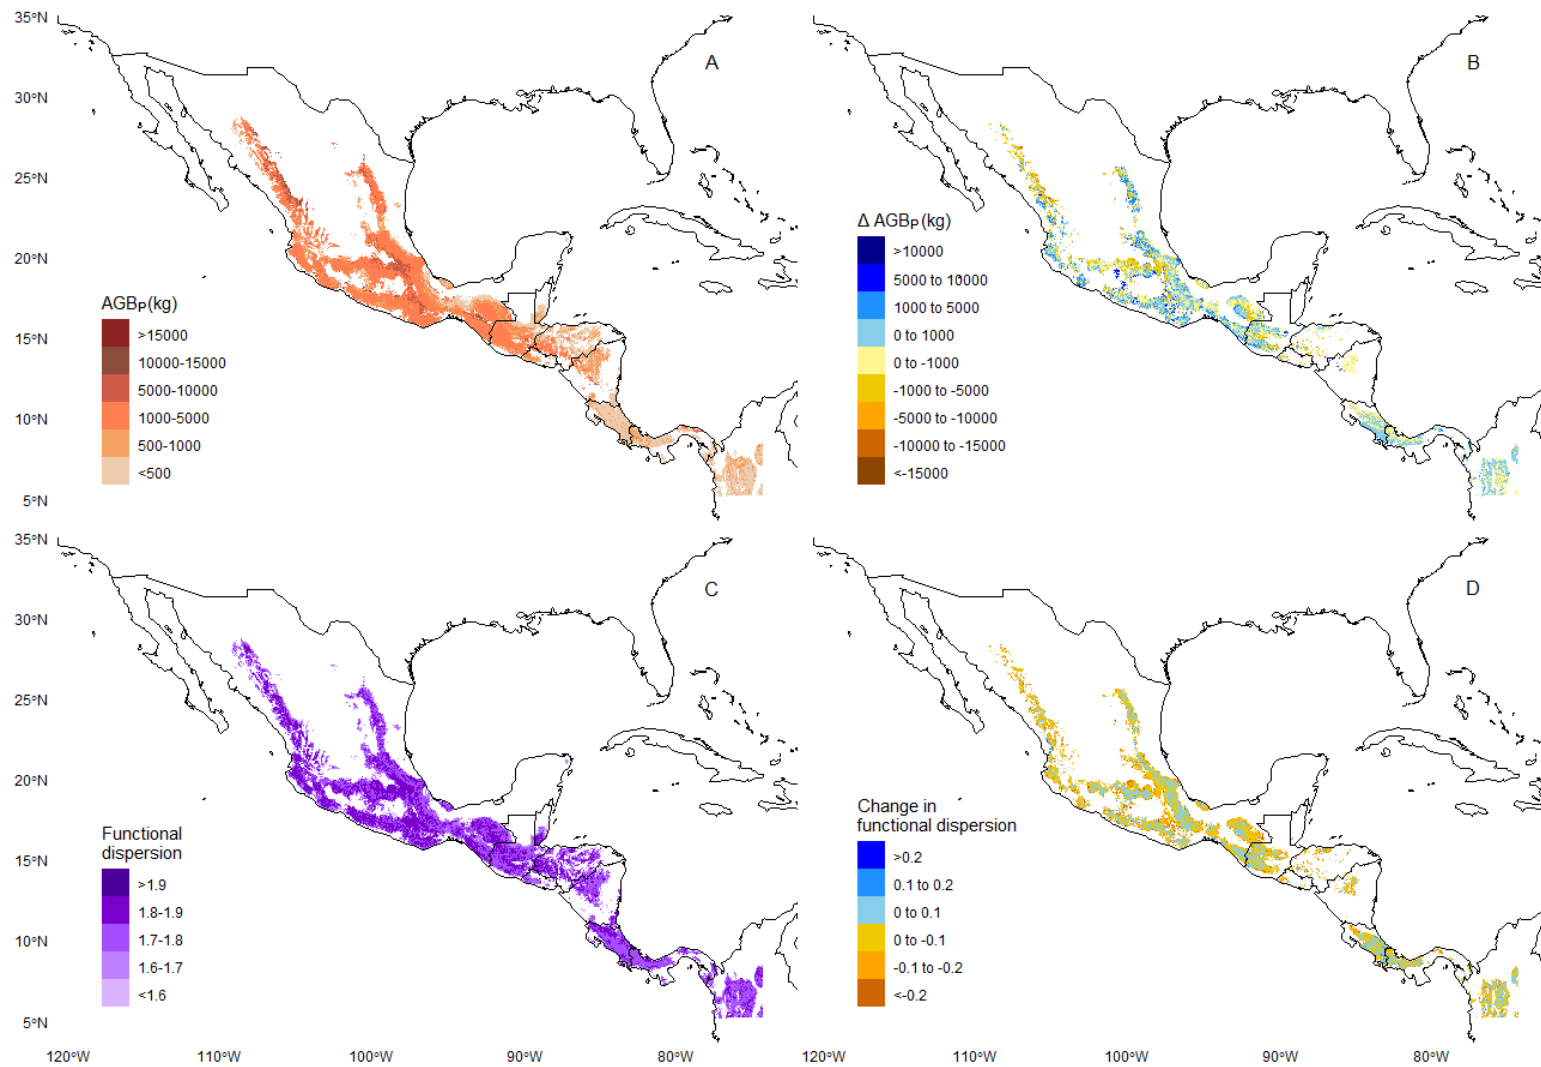 35°N
A
B
30°N
25°N
20°N
15°N
10°N
5°N
AGBP(kg)
>15000
10000-15000
5000-10000
1000-5000
500-1000
<500
Δ AGBP(kg)
>10000
5000 to 10000
1000 to 5000
0 to 1000
0 to -1000
-1000 to -5000
-5000 to -10000
-10000 to -15000
<-15000
35°N
C
D
30°N
25°N
20°N
15°N
10°N
5°N
Functional
dispersion
>1.9
1.8-1.9
1.7-1.8
1.6-1.7
<1.6
Change in
functional dispersion
>0.2
0.1 to 0.2
0 to 0.1
0 to -0.1
-0.1 to -0.2
<-0.2
120°W 110°W 100°W 90°W 80°W 120°W 110°W 100°W 90°W 80°W